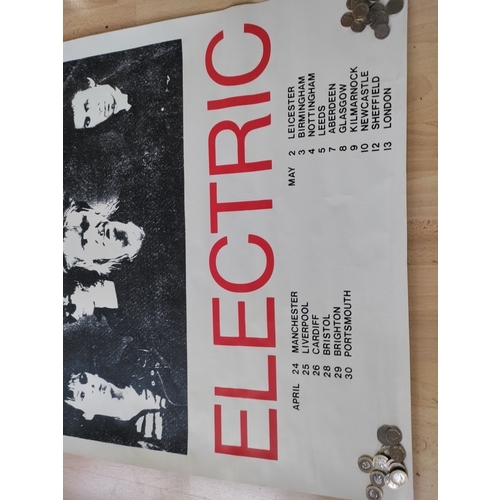 ELECTRIC
APRIL 24 MANCHESTER
25 LIVERPOOL
26 CARDIFF
28 BRISTOL
29 BRIGHTON
30 PORTSMOUTH
MAY 2 LEICESTER
3 BIRMINGHAM
4 NOTTINGHAM
5 LEEDS
7 ABERDEEN
8 GLASGOW
9 KILMARNOCK
10 NEWCASTLE
12 SHEFFIELD
13 LONDON